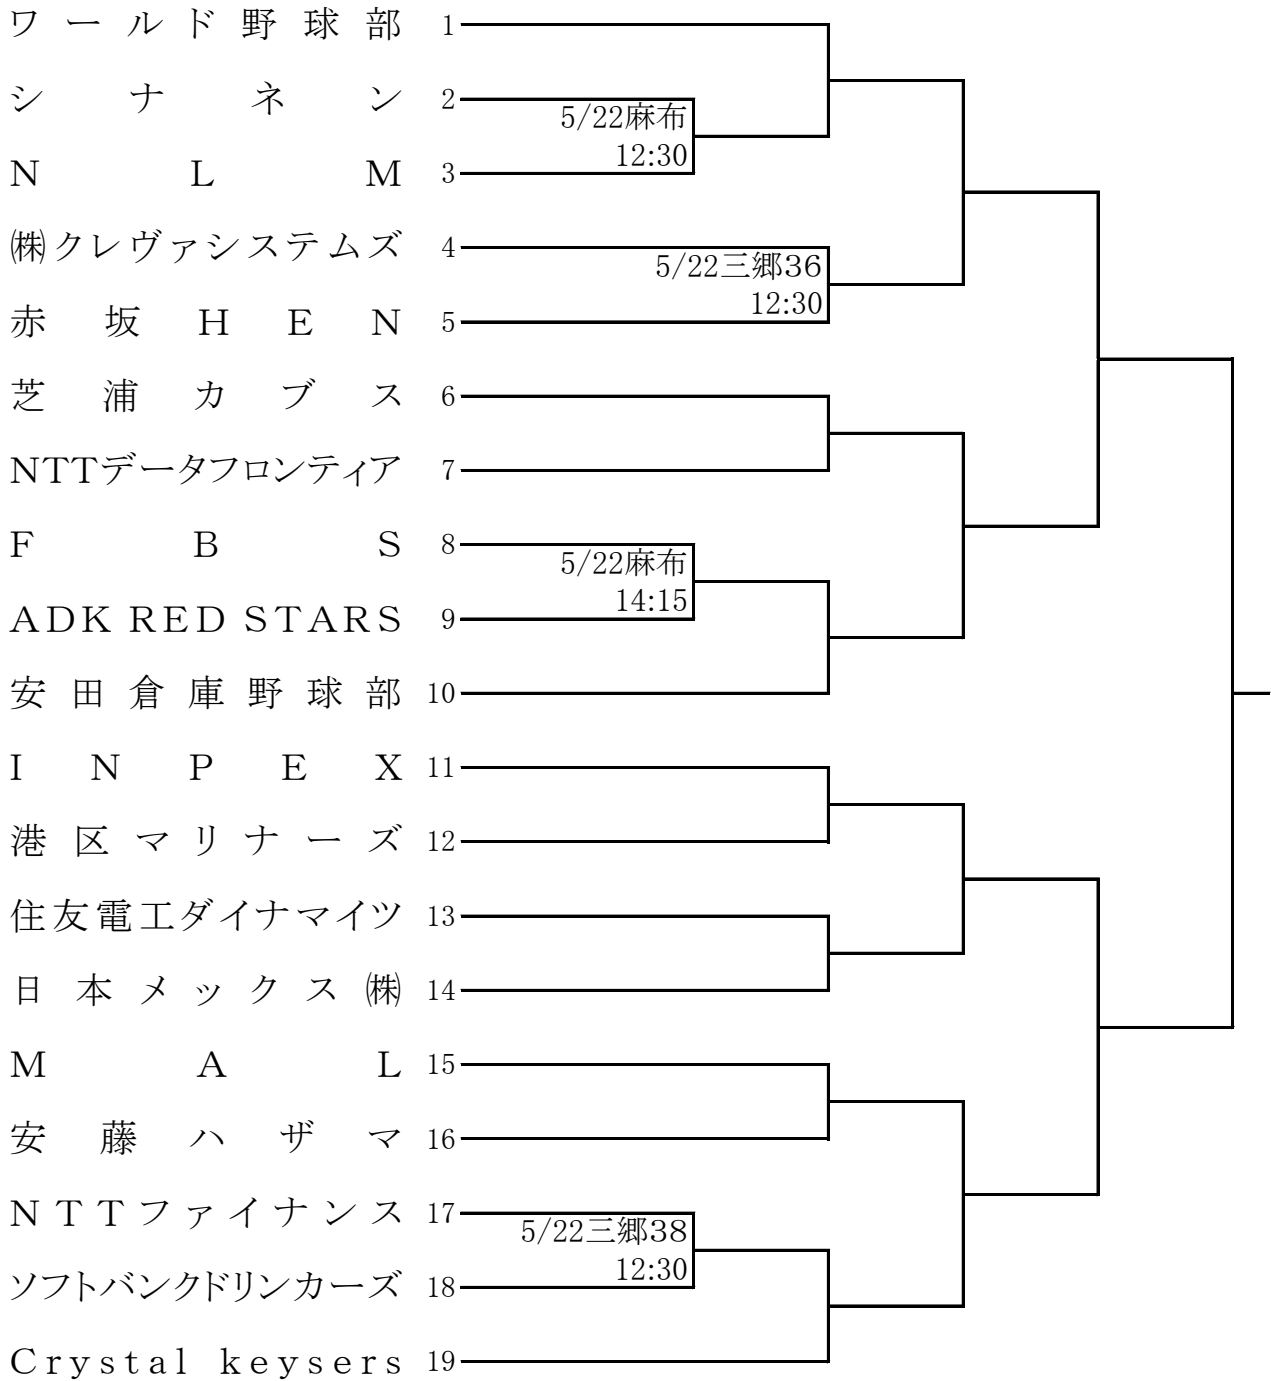 ワールド野球部 1
シナネン 2
5/22麻布
12:30
NLM 3
㈱クレヴァシステムズ 4
5/22三郷36
12:30
赤坂HEN 5
芝浦カブス 6
NTTデータフロンティア 7
FBS 8
5/22麻布
14:15
ADK RED STARS 9
安田倉庫野球部 10
INPEX 11
港区マリナーズ 12
住友電工ダイナマイツ 13
日本メックス㈱ 14
MAL 15
安藤ハザマ 16
NTTファイナンス 17
5/22三郷38
12:30
ソフトバンクドリンカーズ 18
Crystal keysers 19